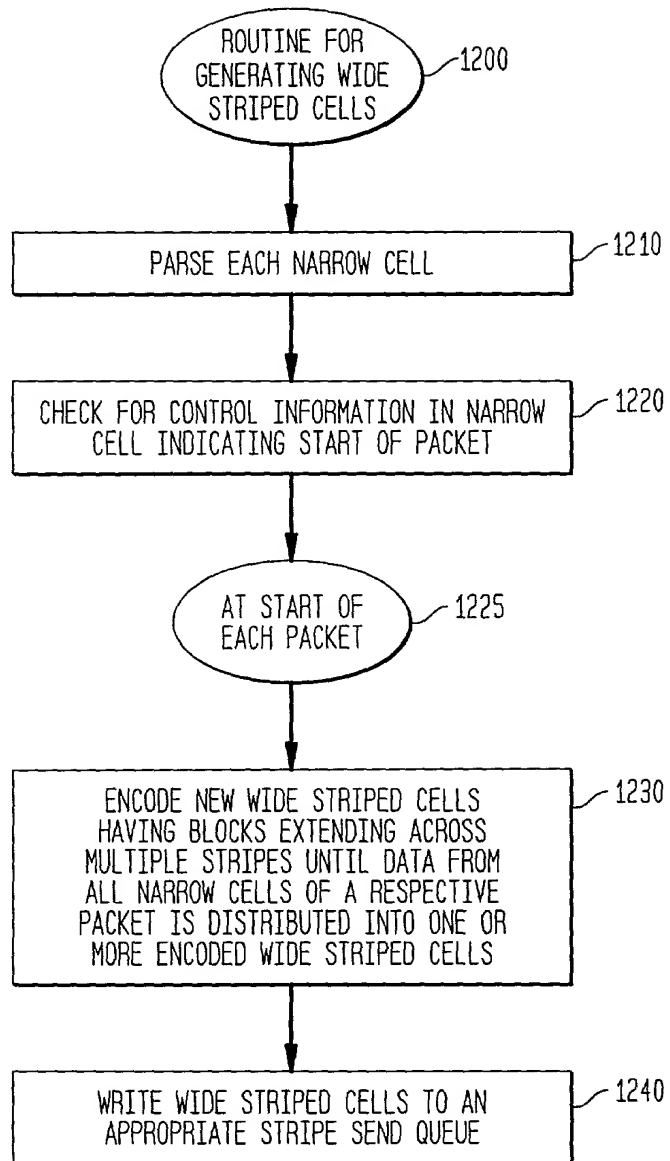 ROUTINE FOR
GENERATING WIDE
STRIPED CELLS
1200
PARSE EACH NARROW CELL
1210
CHECK FOR CONTROL INFORMATION IN NARROW
CELL INDICATING START OF PACKET
1220
AT START OF
EACH PACKET
1225
ENCODE NEW WIDE STRIPED CELLS
HAVING BLOCKS EXTENDING ACROSS
MULTIPLE STRIPES UNTIL DATA FROM
ALL NARROW CELLS OF A RESPECTIVE
PACKET IS DISTRIBUTED INTO ONE OR
MORE ENCODED WIDE STRIPED CELLS
1230
WRITE WIDE STRIPED CELLS TO AN
APPROPRIATE STRIPE SEND QUEUE
1240